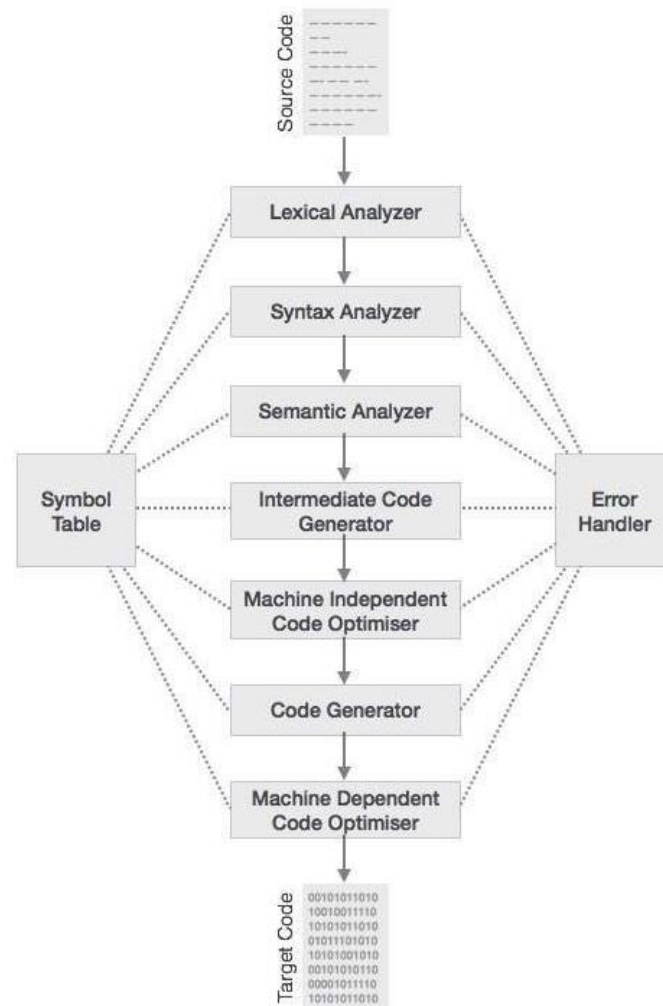 Source Code
Lexical Analyzer
Syntax Analyzer
Semantic Analyzer
Symbol
Table
Intermediate Code
Generator
Error
Handler
Machine Independent
Code Optimiser
Code Generator
Machine Dependent
Code Optimiser
Target Code
00101011010
10010011110
10101011010
01011101010
10101001010
00101010110
00001011110
10101011010